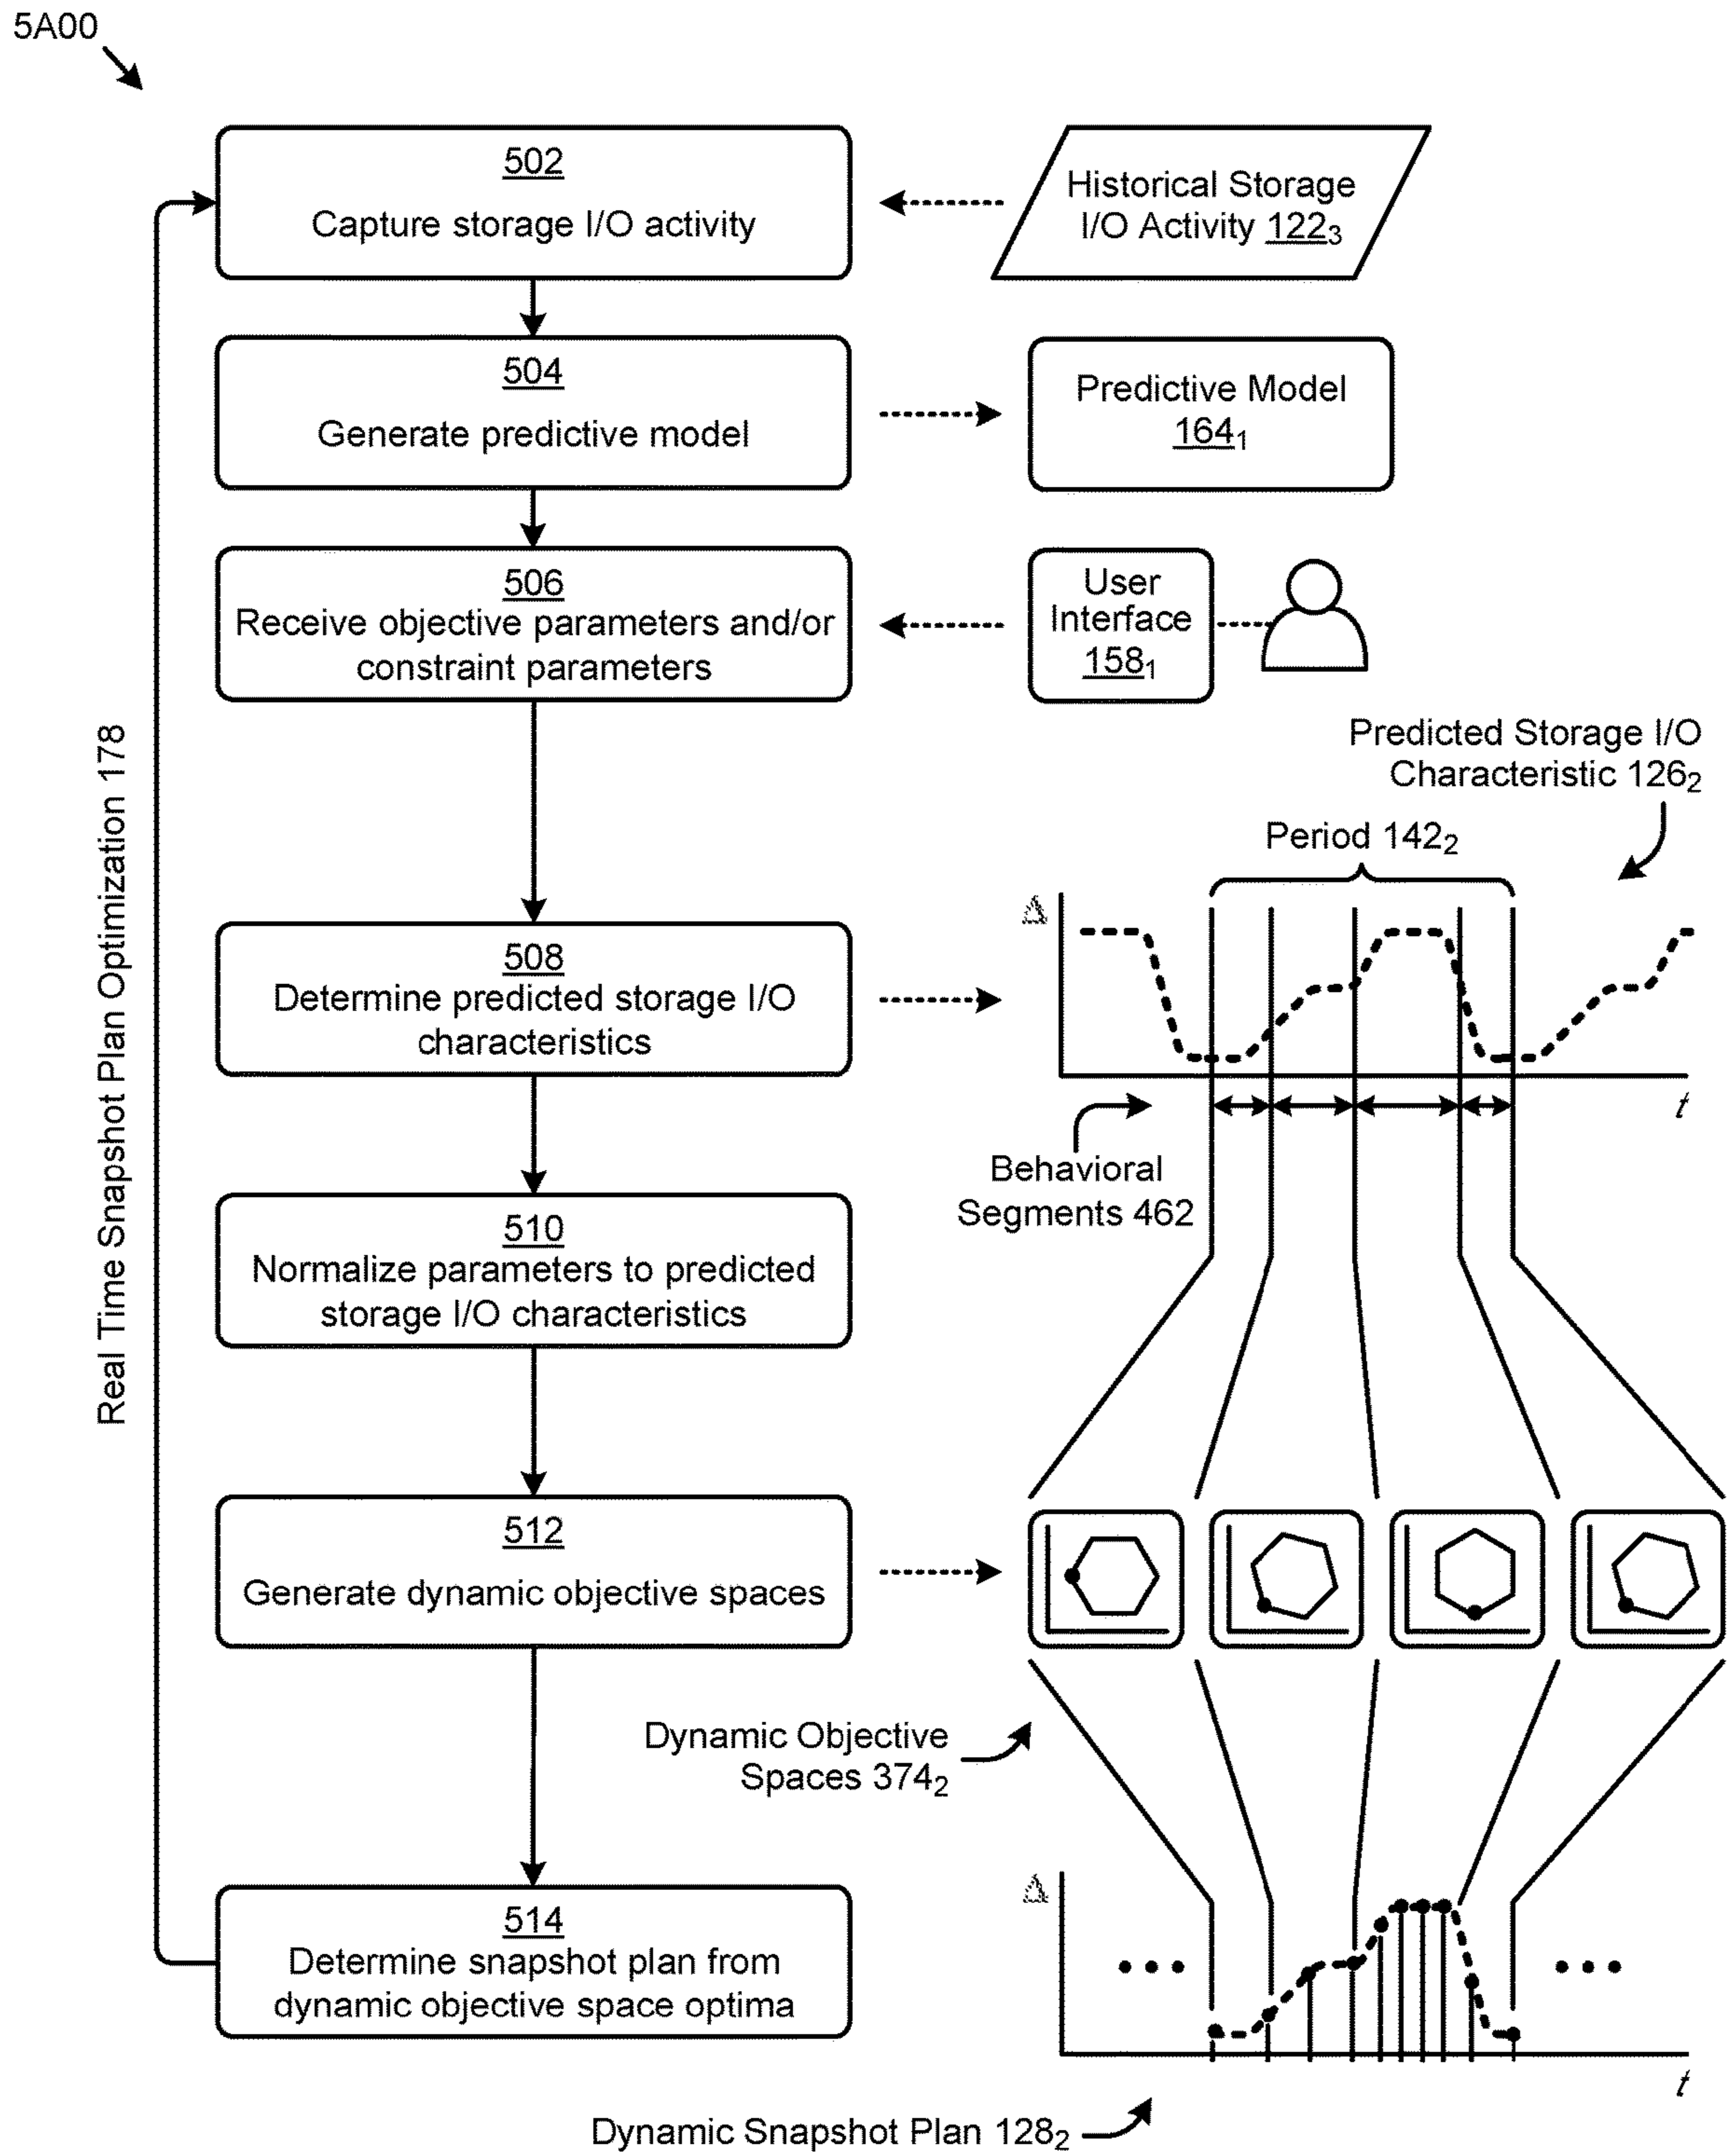 5A00
502
Capture storage I/O activity
Historical Storage
I/O Activity 122₃
504
Generate predictive model
Predictive Model
164₁
506
Receive objective parameters and/or
constraint parameters
User
Interface
158₁
Real Time Snapshot Plan Optimization 178
Predicted Storage I/O
Characteristic 126₂
Period 142₂
Δ
508
Determine predicted storage I/O
characteristics
t
Behavioral
Segments 462
510
Normalize parameters to predicted
storage I/O characteristics
512
Generate dynamic objective spaces
Dynamic Objective
Spaces 374₂
Δ
514
Determine snapshot plan from
dynamic objective space optima
t
Dynamic Snapshot Plan 128₂